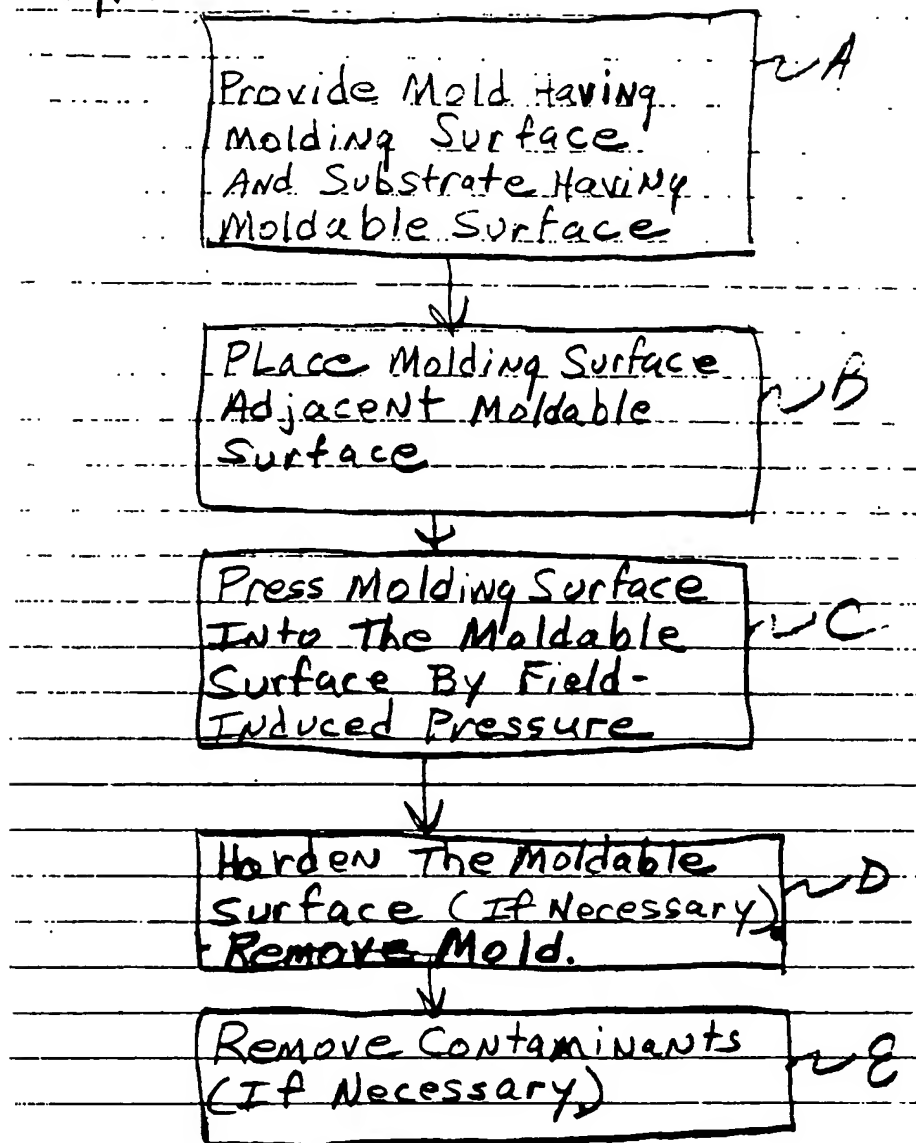 Provide Mold Having
Molding Surface
And Substrate Having
Moldable Surface
A
Place Molding Surface
Adjacent Moldable
Surface
B
Press Molding Surface
Into The Moldable
Surface By Field-
Induced Pressure
C
Harden The Moldable
Surface (If Necessary).
Remove Mold.
D
Remove Contaminants
(If Necessary)
E